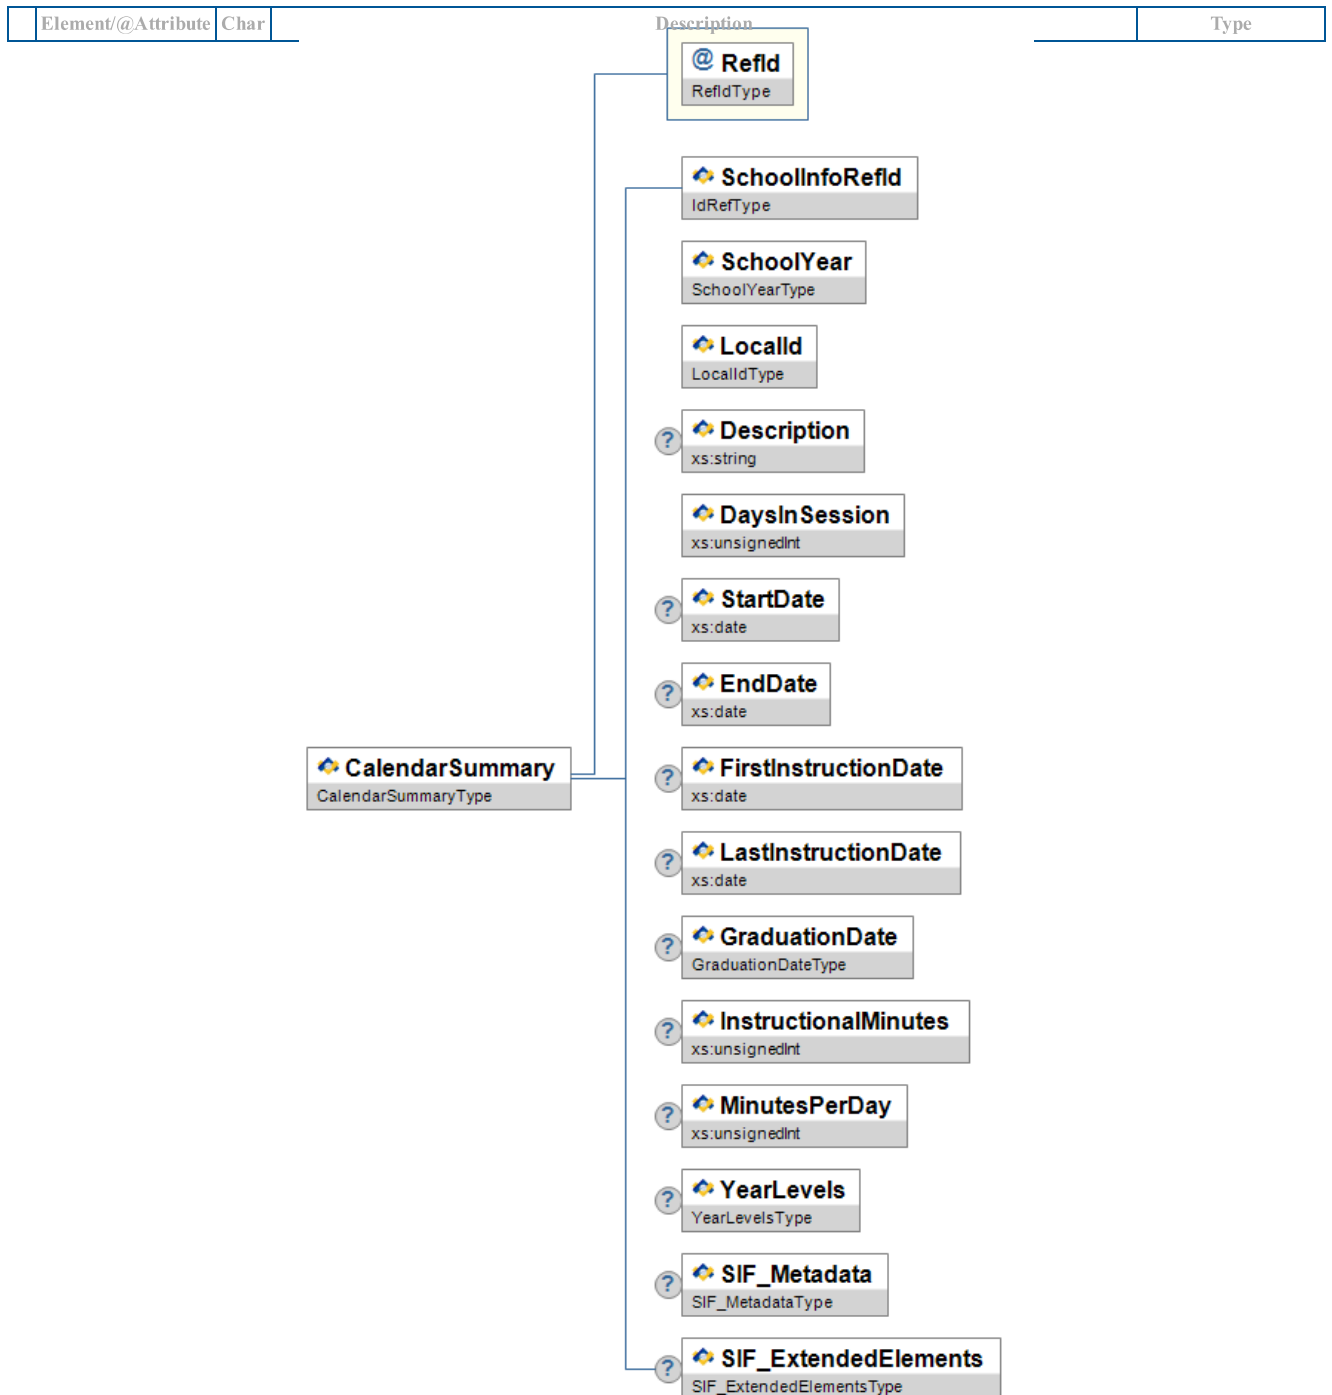 Element/@Attribute Char Description Type
@ RefId
RefIdType
SchoolInfoRefId
IdRefType
SchoolYear
SchoolYearType
LocalId
LocalIdType
? Description
xs:string
DaysInSession
xs:unsignedInt
? StartDate
xs:date
? EndDate
xs:date
CalendarSummary
CalendarSummaryType
? FirstInstructionDate
xs:date
? LastInstructionDate
xs:date
? GraduationDate
GraduationDateType
? InstructionalMinutes
xs:unsignedInt
? MinutesPerDay
xs:unsignedInt
? YearLevels
YearLevelsType
? SIF_Metadata
SIF_MetadataType
? SIF_ExtendedElements
SIF_ExtendedElementsType